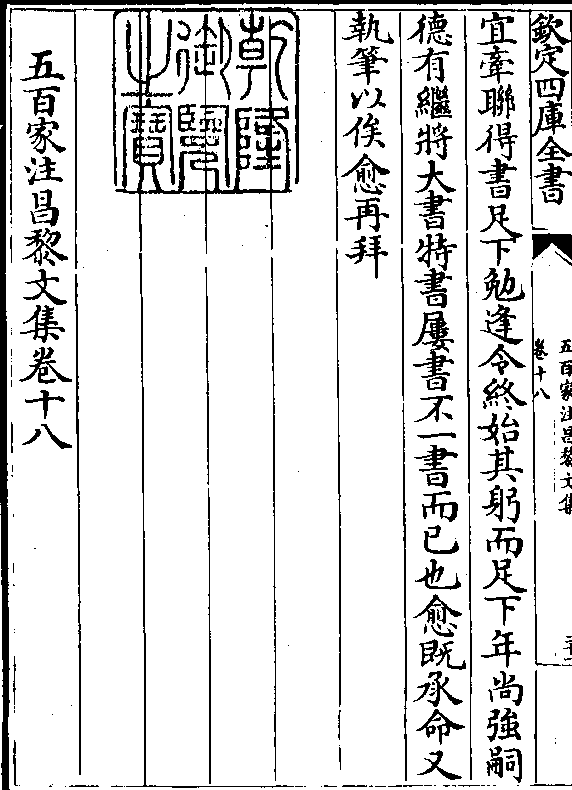 欽定四庫全書
五百家注昌黎文集
卷十八
宜牽聯得書足下勉逢令終始其躬而足下年尚強嗣
德有繼將大書特書屢書不一書而已也愈既承命又
執筆以俟愈再拜
乾隆御覽之寶
五百家注昌黎文集卷十八